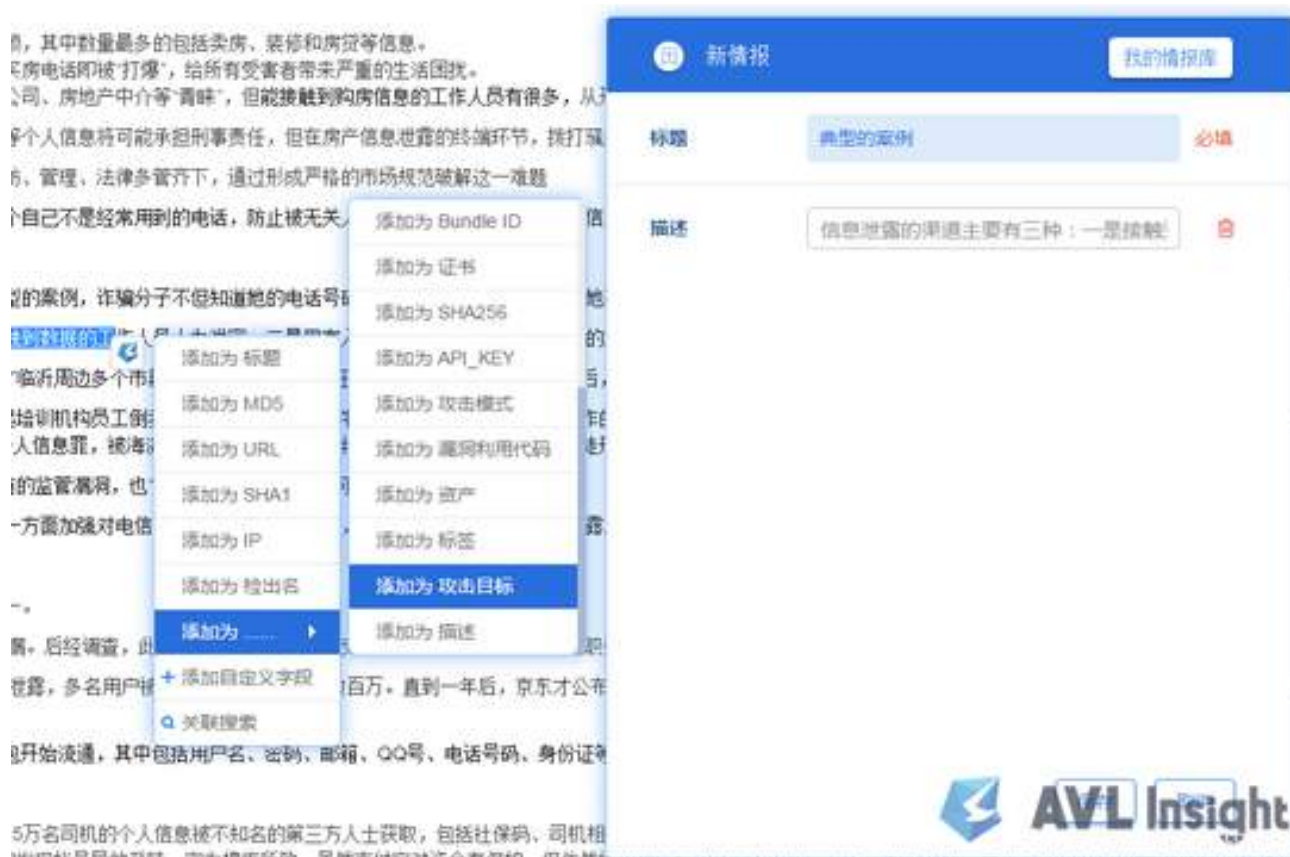 其中数量最多的包括卖房、装修和房贷等信息。
房电话即被“打爆”，给所有受害者带来严重的生活困扰。
公司、房地产中介等“青睐”，但能接触到购房信息的工作人员有很多，从
个人信息将可能承担刑事责任，但在房产信息泄露的终端环节，拨打骚
、管理、法律多管齐下，通过形成严格的市场规范破解这一难题
个自己不是经常用到的电话，防止被无关
信
型的案例，诈骗分子不但知道她的电话号
地
到数据的工
的
临沂周边多个市
后，
培训机构员工倒
人信息罪，被海
的监管漏洞，也
一方面加强对电信
露
后经调查，此
泄露，多名用户被
百万。直到一年后，京东才公布
开始流通，其中包括用户名、密码、邮箱、QQ号、电话号码、身份证等
5万名司机的个人信息被不知名的第三方人士获取，包括社保码、司机相
添加为 标题
添加为 MD5
添加为 URL
添加为 SHA1
添加为 IP
添加为 检出名
添加为 ......
+ 添加自定义字段
关联搜索
添加为 Bundle ID
添加为 证书
添加为 SHA256
添加为 API_KEY
添加为 攻击模式
添加为 漏洞利用代码
添加为 资产
添加为 标签
添加为 攻击目标
添加为 描述
新情报
我的情报库
标题
典型的案例
必填
描述
信息泄露的渠道主要有三种：一是接触
AVL Insight